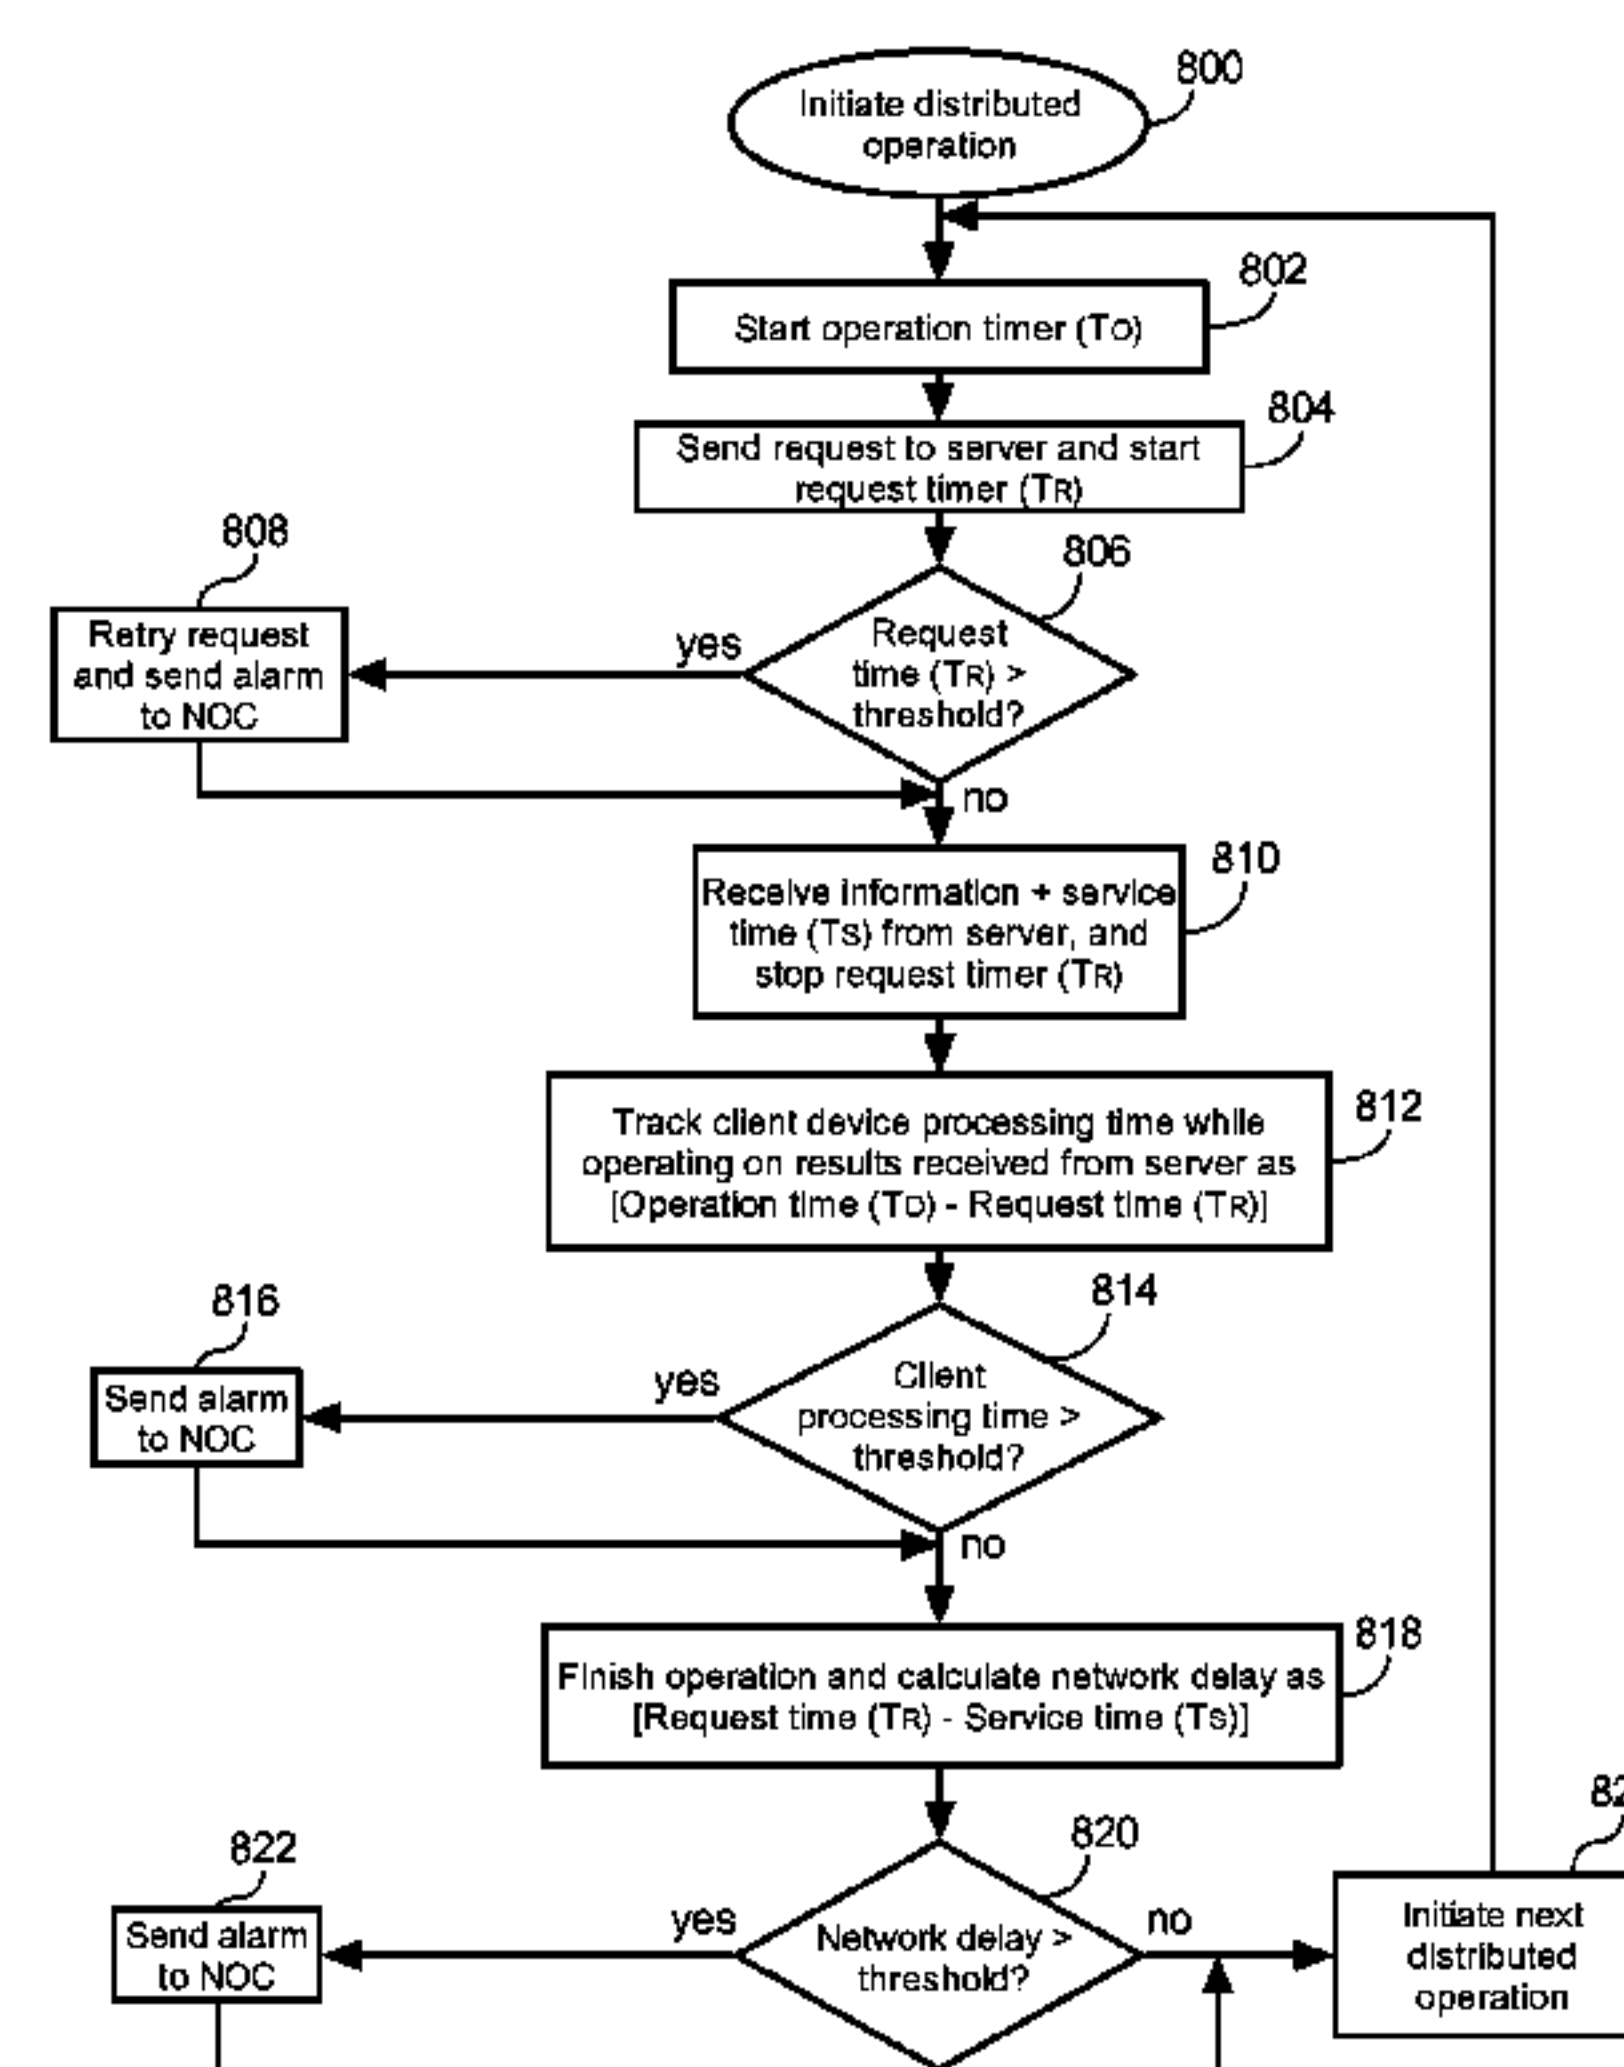 800
Initiate distributed
operation
802
Start operation timer (TO)
804
Send request to server and start
request timer (TR)
806
808
Request
time (TR) >
threshold?
yes
Retry request
and send alarm
to NOC
no
810
Receive information + service
time (TS) from server, and
stop request timer (TR)
812
Track client device processing time while
operating on results received from server as
[Operation time (TO) - Request time (TR)]
814
816
Client
processing time >
threshold?
yes
Send alarm
to NOC
no
818
Finish operation and calculate network delay as
[Request time (TR) - Service time (TS)]
820
822
Network delay >
threshold?
yes
Send alarm
to NOC
no
Initiate next
distributed
operation